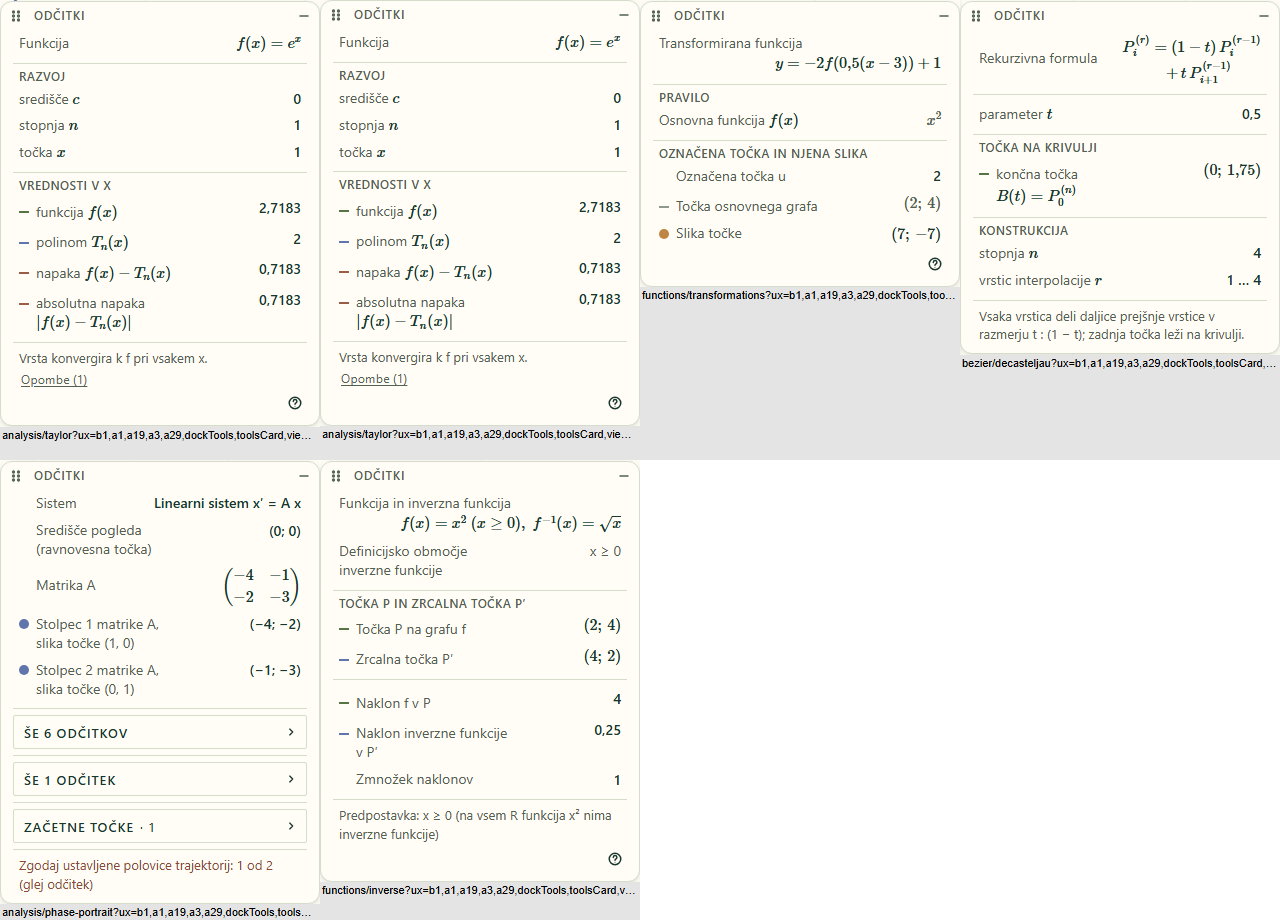 ODČITKI
Funkcija f(x) = eˣ
RAZVOJ
središče c 0
stopnja n 1
točka x 1
VREDNOSTI V X
funkcija f(x) 2,7183
polinom Tₙ(x) 2
napaka f(x) − Tₙ(x) 0,7183
absolutna napaka 0,7183
|f(x) − Tₙ(x)|
Vrsta konvergira k f pri vsakem x.
Opombe (1)
analysis/taylor?ux=b1,a1,a19,a3,a29,dockTools,toolsCard,vie...
ODČITKI
Funkcija f(x) = eˣ
RAZVOJ
središče c 0
stopnja n 1
točka x 1
VREDNOSTI V X
funkcija f(x) 2,7183
polinom Tₙ(x) 2
napaka f(x) − Tₙ(x) 0,7183
absolutna napaka 0,7183
|f(x) − Tₙ(x)|
Vrsta konvergira k f pri vsakem x.
Opombe (1)
analysis/taylor?ux=b1,a1,a19,a3,a29,dockTools,toolsCard,vie...
ODČITKI
Transformirana funkcija
y = −2f(0,5(x − 3)) + 1
PRAVILO
Osnovna funkcija f(x) x²
OZNAČENA TOČKA IN NJENA SLIKA
Označena točka u 2
Točka osnovnega grafa (2; 4)
Slika točke (7; −7)
functions/transformations?ux=b1,a1,a19,a3,a29,dockTools,too...
ODČITKI
Rekurzivna formula P_i^(r) = (1 − t) P_i^(r−1)
+ t P_{i+1}^(r−1)
parameter t 0,5
TOČKA NA KRIVULJI
končna točka (0; 1,75)
B(t) = P_0^(n)
KONSTRUKCIJA
stopnja n 4
vrstic interpolacije r 1 ... 4
Vsaka vrstica deli daljice prejšnje vrstice v
razmerju t : (1 − t); zadnja točka leži na krivulji.
bezier/decasteljau?ux=b1,a1,a19,a3,a29,dockTools,toolsCard,...
ODČITKI
Sistem Linearni sistem x′ = A x
Središče pogleda (0; 0)
(ravnovesna točka)
Matrika A (−4 −1
−2 −3)
Stolpec 1 matrike A, (−4; −2)
slika točke (1, 0)
Stolpec 2 matrike A, (−1; −3)
slika točke (0, 1)
ŠE 6 ODČITKOV
ŠE 1 ODČITEK
ZAČETNE TOČKE · 1
Zgodaj ustavljene polovice trajektorij: 1 od 2
(glej odčitek)
analysis/phase-portrait?ux=b1,a1,a19,a3,a29,dockTools,tools...
ODČITKI
Funkcija in inverzna funkcija
f(x) = x² (x ≥ 0), f⁻¹(x) = √x
Definicijsko območje x ≥ 0
inverzne funkcije
TOČKA P IN ZRCALNA TOČKA P′
Točka P na grafu f (2; 4)
Zrcalna točka P′ (4; 2)
Naklon f v P 4
Naklon inverzne funkcije 0,25
v P′
Zmnožek naklonov 1
Predpostavka: x ≥ 0 (na vsem R funkcija x² nima
inverzne funkcije)
functions/inverse?ux=b1,a1,a19,a3,a29,dockTools,toolsCard,v...